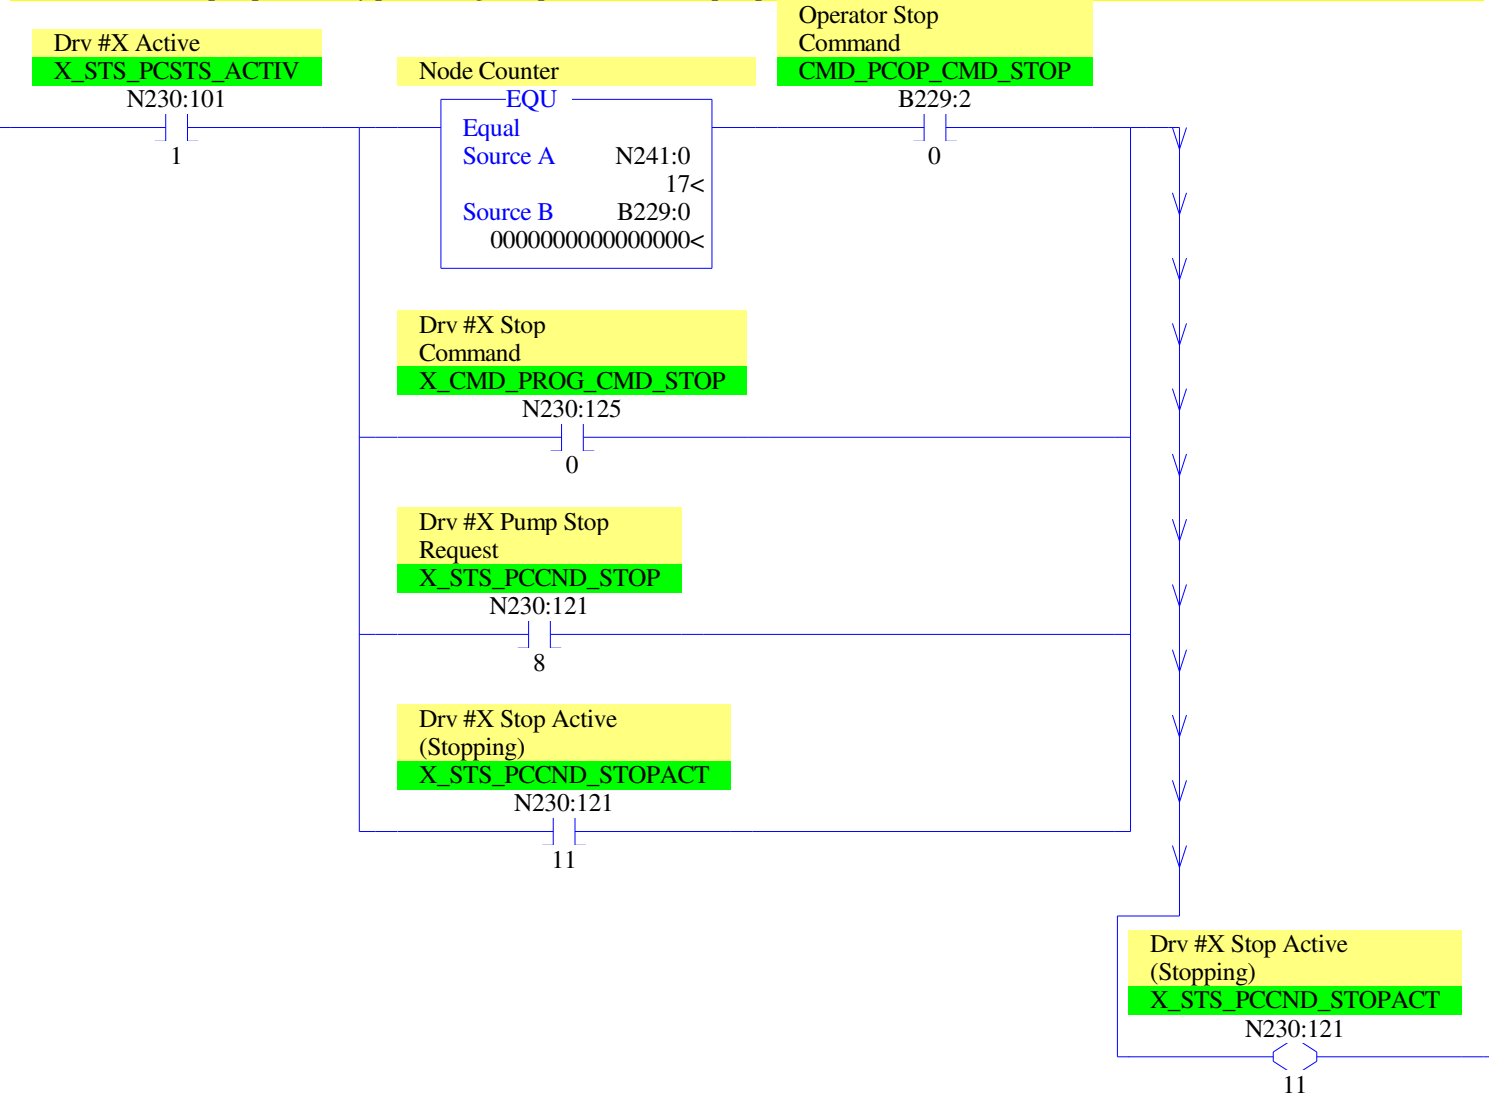 Drv #X Active
X_STS_PCSTS_ACTIV
N230:101
1
Node Counter
EQU
Equal
Source A N241:0
17<
Source B B229:0
0000000000000000<
Operator Stop
Command
CMD_PCOP_CMD_STOP
B229:2
0
Drv #X Stop
Command
X_CMD_PROG_CMD_STOP
N230:125
0
Drv #X Pump Stop
Request
X_STS_PCCND_STOP
N230:121
8
Drv #X Stop Active
(Stopping)
X_STS_PCCND_STOPACT
N230:121
11
Drv #X Stop Active
(Stopping)
X_STS_PCCND_STOPACT
N230:121
11